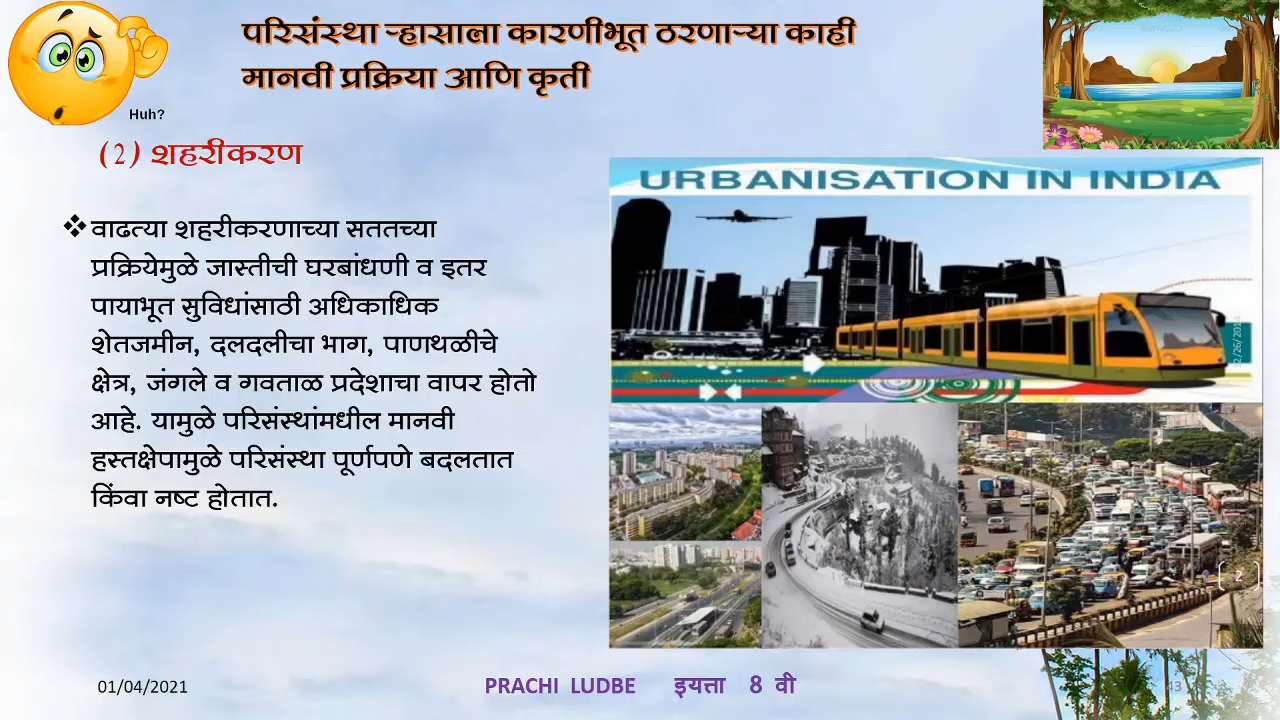 परिसंस्था ऱ्हासाला कारणीभूत ठरणाऱ्या काही
मानवी प्रक्रिया आणि कृती
Huh?
(2) शहरीकरण
❖ वाढत्या शहरीकरणाच्या सततच्या
प्रक्रियेमुळे जास्तीची घरबांधणी व इतर
पायाभूत सुविधांसाठी अधिकाधिक
शेतजमीन, दलदलीचा भाग, पाणथळीचे
क्षेत्र, जंगले व गवताळ प्रदेशाचा वापर होतो
आहे. यामुळे परिसंस्थांमधील मानवी
हस्तक्षेपामुळे परिसंस्था पूर्णपणे बदलतात
किंवा नष्ट होतात.
URBANISATION IN INDIA
2
01/04/2021
PRACHI LUDBE इयत्ता 8 वी
43